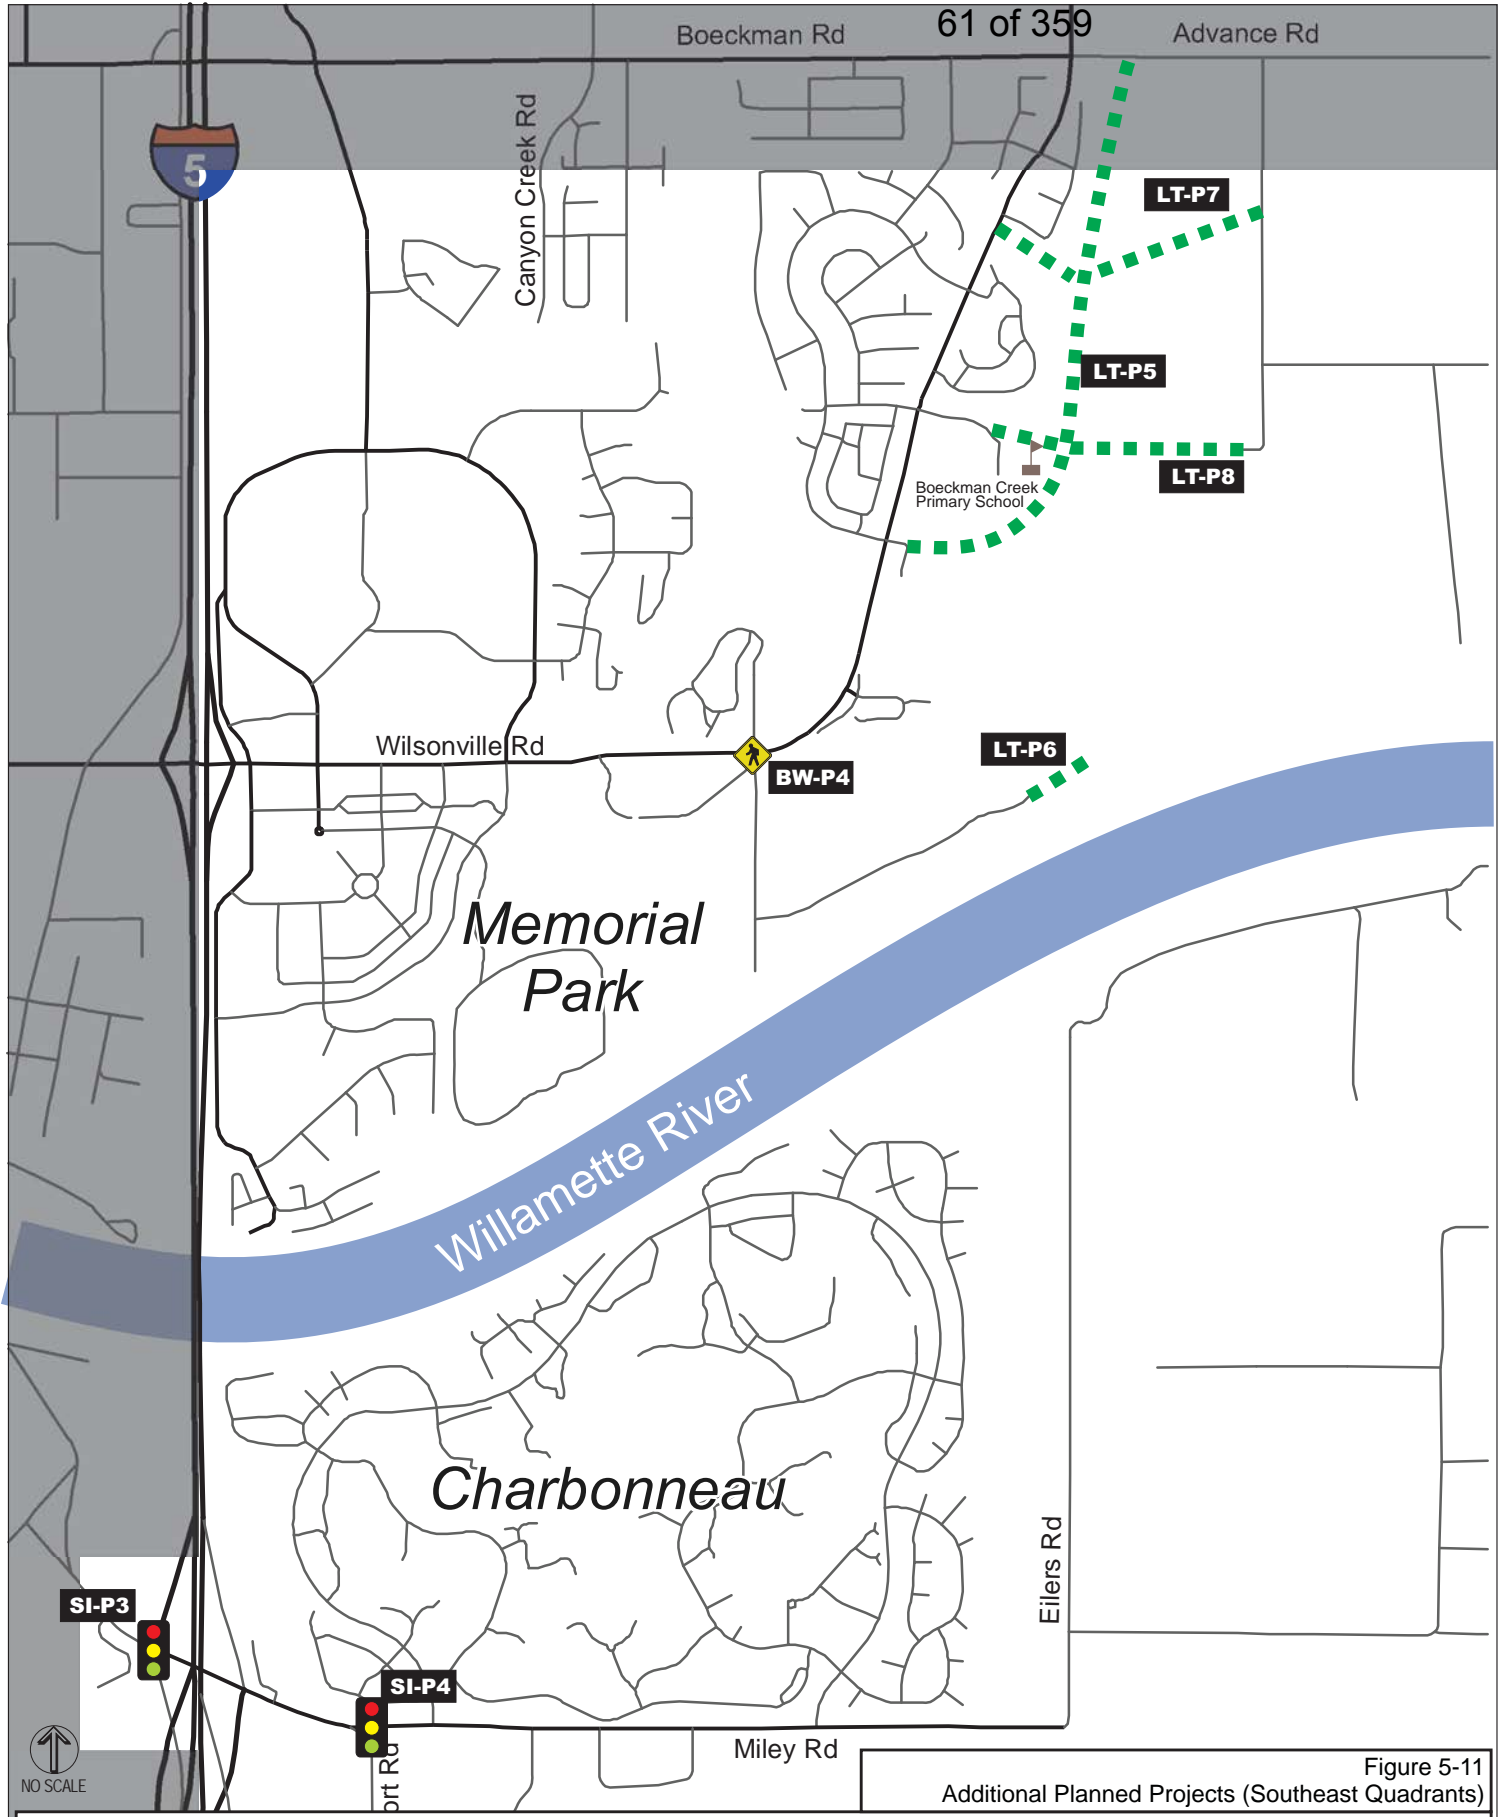 61 of 359
Boeckman Rd
Advance Rd
Canyon Creek Rd
5
LT-P7
LT-P5
LT-P8
Boeckman Creek
Primary School
Wilsonville Rd
BW-P4
LT-P6
Memorial
Park
Willamette River
Charbonneau
Eilers Rd
SI-P3
SI-P4
ort Rd
Miley Rd
NO SCALE
Figure 5-11
Additional Planned Projects (Southeast Quadrants)